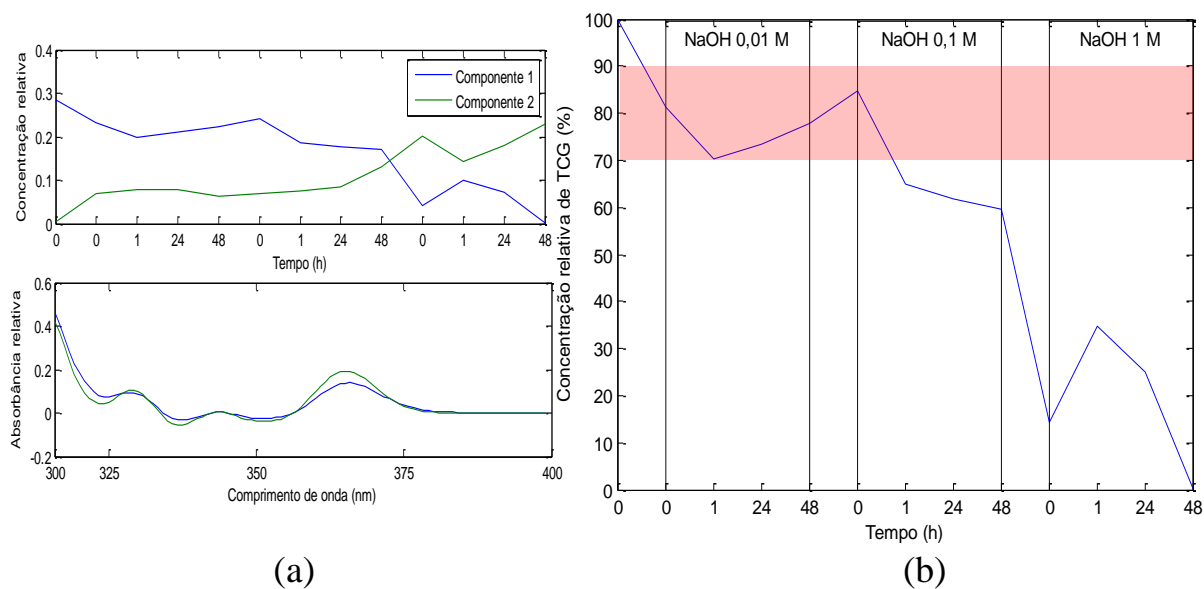 Concentração relativa
0.4
0.3
0.2
0.1
0
Componente 1
Componente 2
0 0 1 24 48 0 1 24 48 0 1 24 48
Tempo (h)
Absorbância relativa
0.6
0.4
0.2
0
-0.2
300 325 350 375 400
Comprimento de onda (nm)
(a)
(b)
Concentração relativa de TCG (%)
100
90
80
70
60
50
40
30
20
10
0
NaOH 0,01 M
NaOH 0,1 M
NaOH 1 M
0 0 1 24 48 0 1 24 48 0 1 24 48
Tempo (h)
(b)